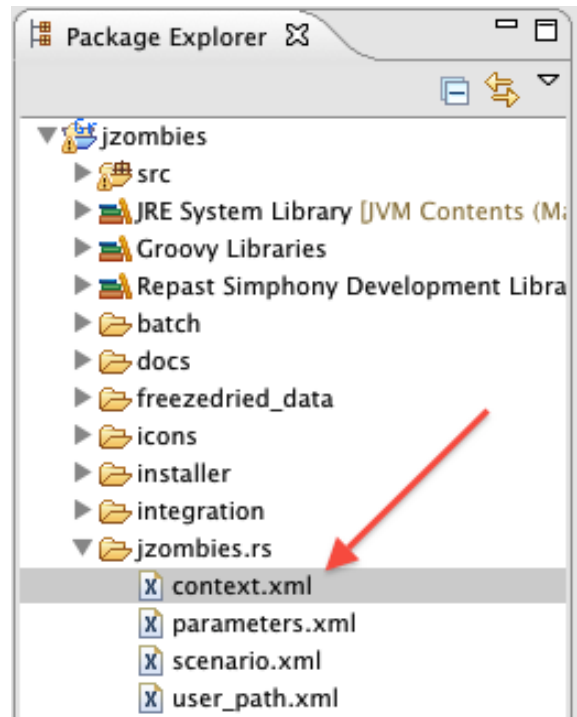 Package Explorer
jzombies
src
JRE System Library [JVM Contents (Ma
Groovy Libraries
Repast Simphony Development Libra
batch
docs
freezedried_data
icons
installer
integration
jzombies.rs
context.xml
parameters.xml
scenario.xml
user_path.xml